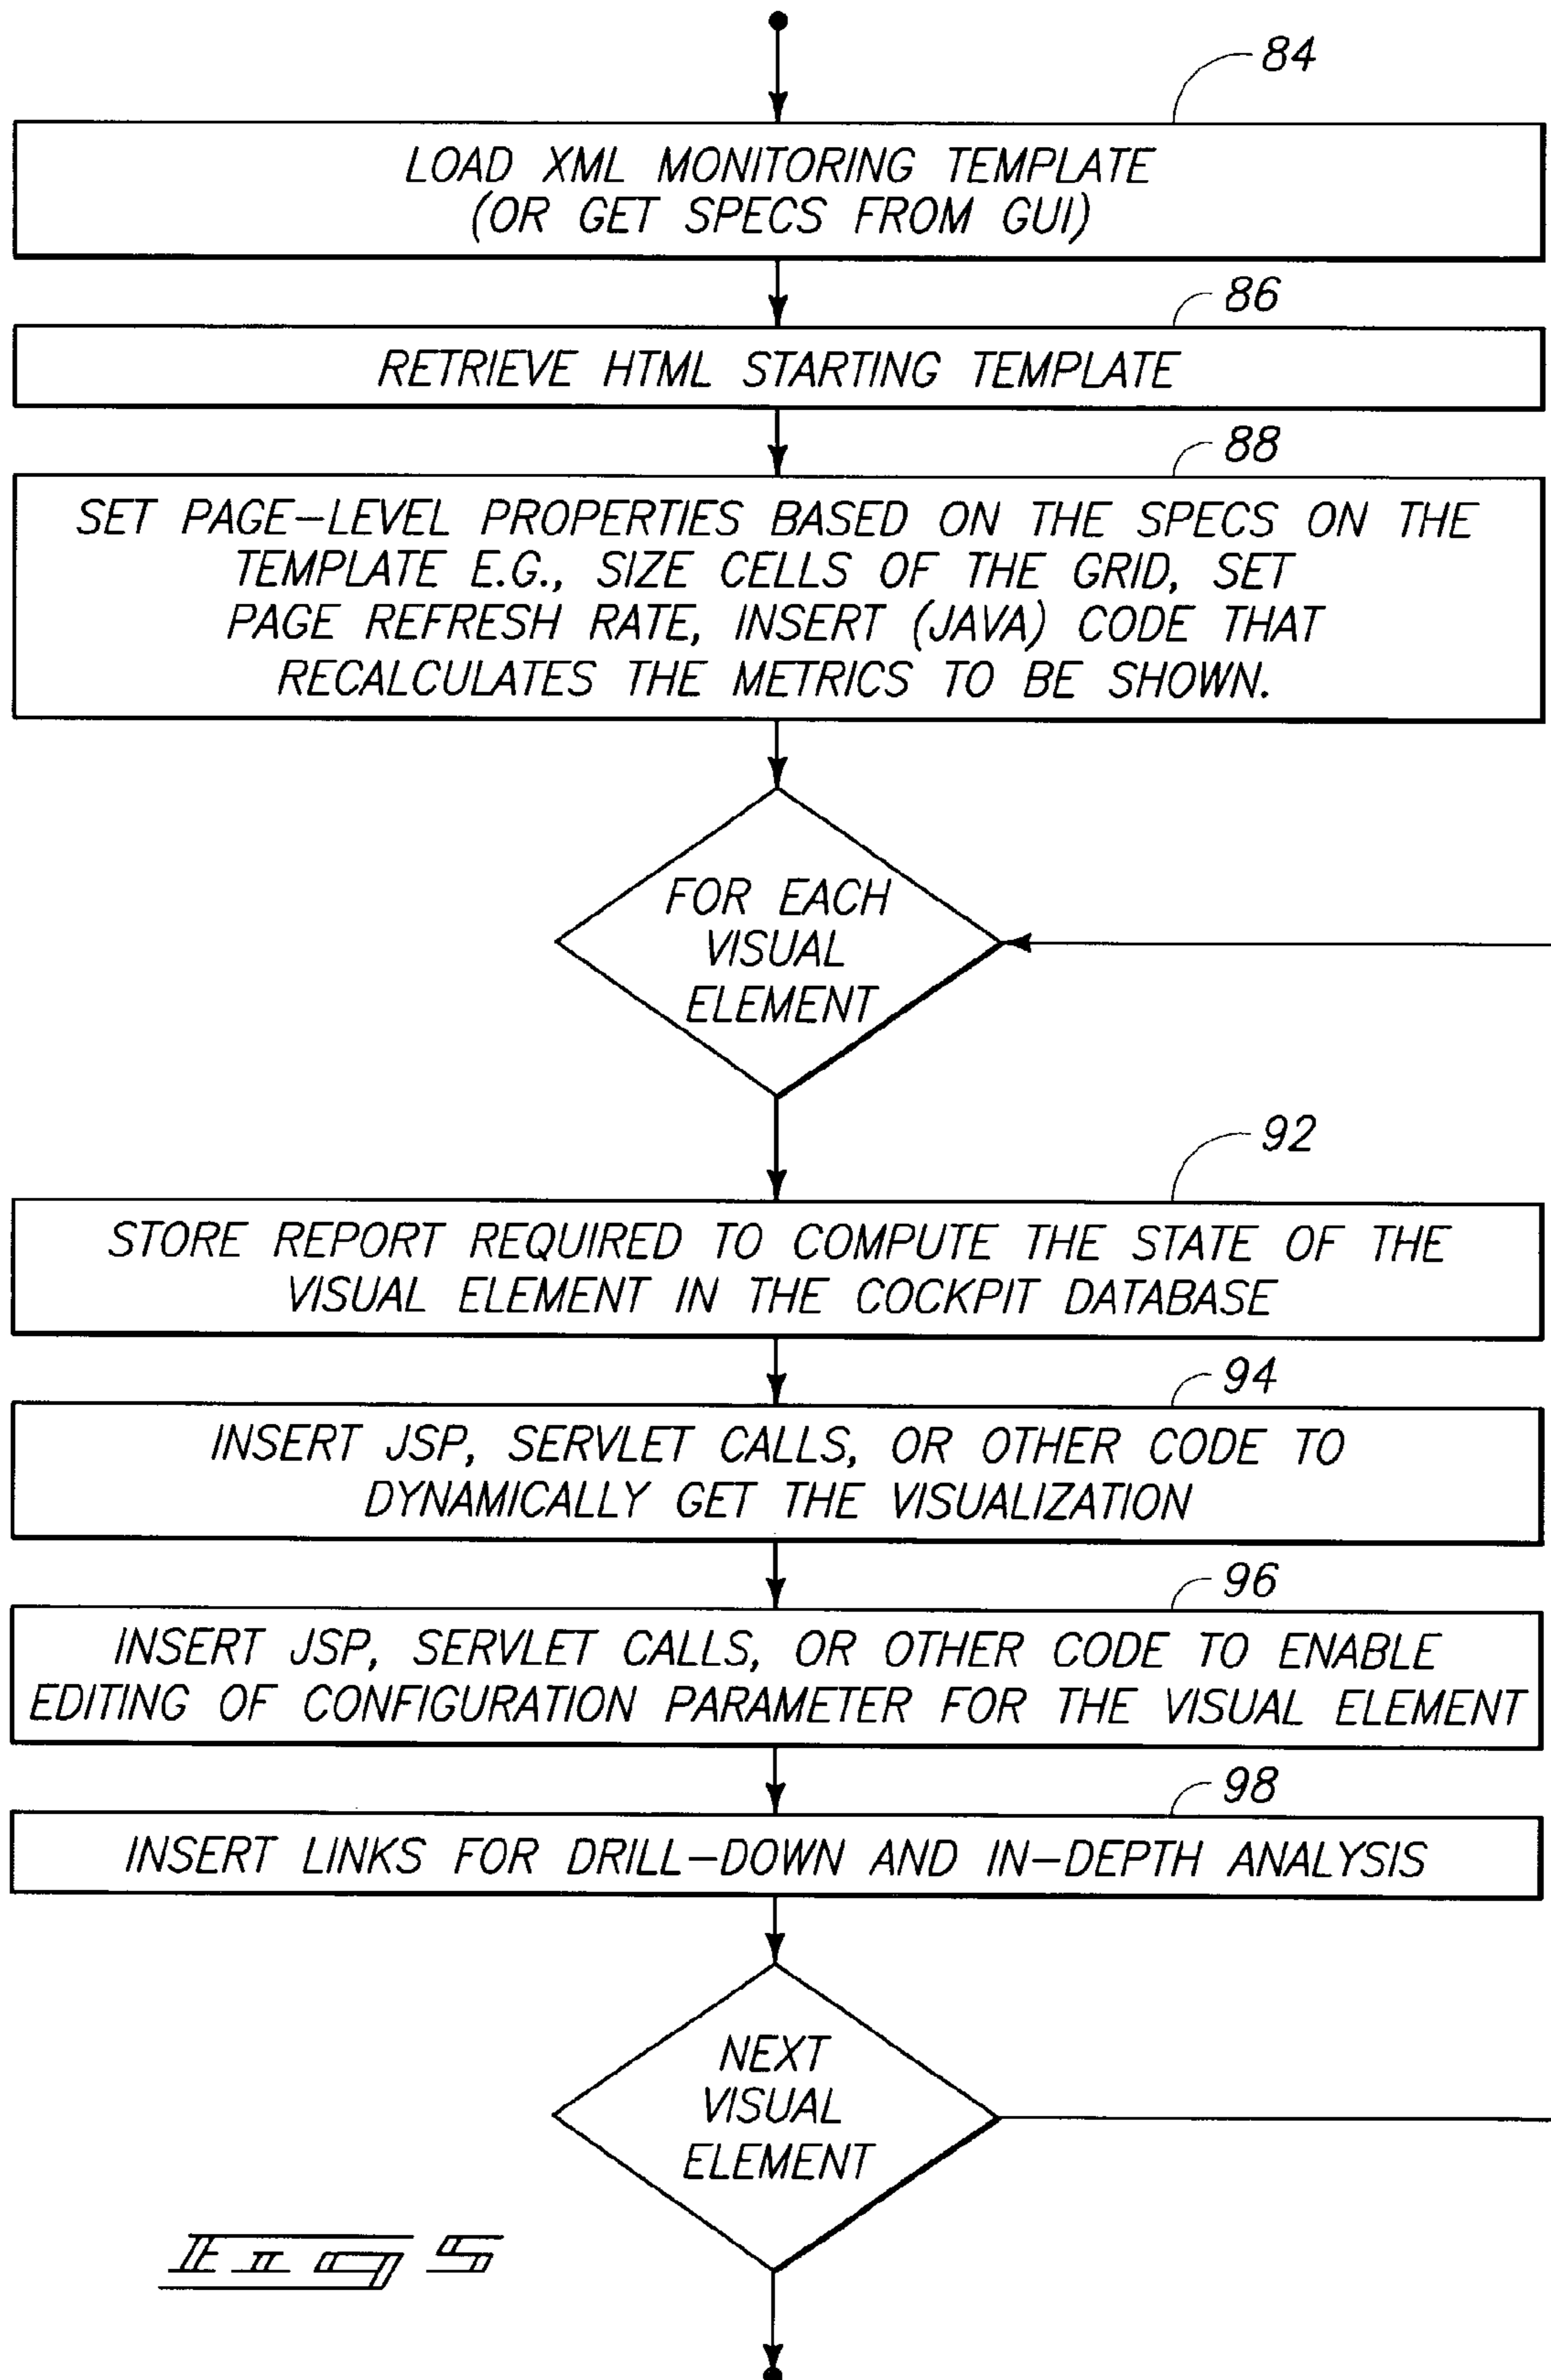 84
LOAD XML MONITORING TEMPLATE
(OR GET SPECS FROM GUI)
86
RETRIEVE HTML STARTING TEMPLATE
88
SET PAGE-LEVEL PROPERTIES BASED ON THE SPECS ON THE
TEMPLATE E.G., SIZE CELLS OF THE GRID, SET
PAGE REFRESH RATE, INSERT (JAVA) CODE THAT
RECALCULATES THE METRICS TO BE SHOWN.
FOR EACH
VISUAL
ELEMENT
92
STORE REPORT REQUIRED TO COMPUTE THE STATE OF THE
VISUAL ELEMENT IN THE COCKPIT DATABASE
94
INSERT JSP, SERVLET CALLS, OR OTHER CODE TO
DYNAMICALLY GET THE VISUALIZATION
96
INSERT JSP, SERVLET CALLS, OR OTHER CODE TO ENABLE
EDITING OF CONFIGURATION PARAMETER FOR THE VISUAL ELEMENT
98
INSERT LINKS FOR DRILL-DOWN AND IN-DEPTH ANALYSIS
NEXT
VISUAL
ELEMENT
Fig 5